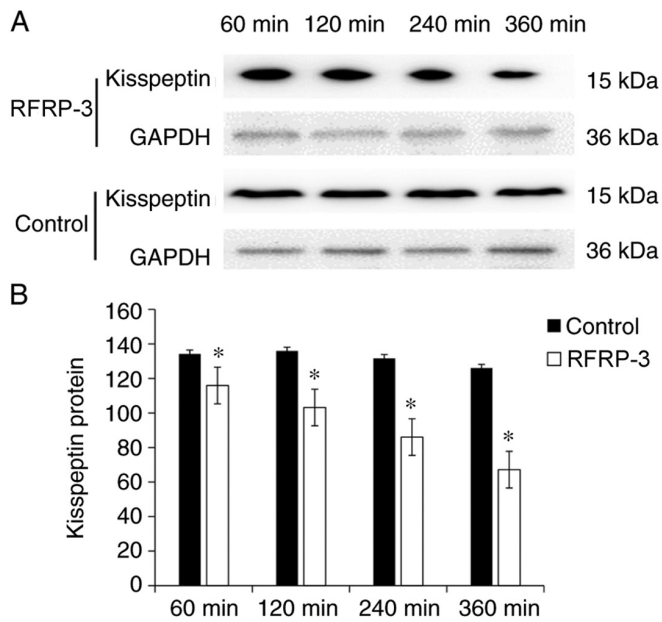 A
60 min 120 min 240 min 360 min
RFRP-3
Kisspeptin 15 kDa
GAPDH 36 kDa
Control
Kisspeptin 15 kDa
GAPDH 36 kDa
B
Kisspeptin protein
160
140
120
100
80
60
40
20
0
* * * *
Control
RFRP-3
60 min 120 min 240 min 360 min